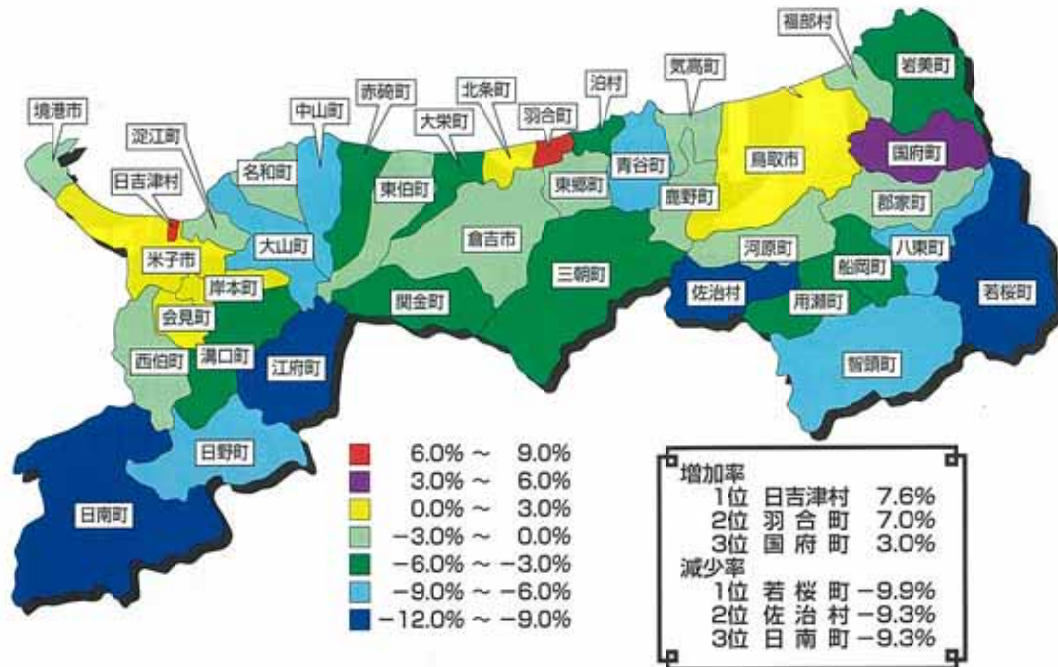 福部村
岩美町
気高町
泊村
羽合町
北条町
赤碕町
中山町
大栄町
境港市
淀江町
名和町
日吉津村
東伯町
東郷町
青谷町
鳥取市
国府町
鹿野町
郡家町
大山町
倉吉市
河原町
八東町
米子市
船岡町
岸本町
三朝町
佐治村
若桜町
会見町
関金町
用瀬町
西伯町
溝口町
江府町
智頭町
日野町
日南町
6.0% ～ 9.0%
3.0% ～ 6.0%
0.0% ～ 3.0%
−3.0% ～ 0.0%
−6.0% ～ −3.0%
−9.0% ～ −6.0%
−12.0% ～ −9.0%
増加率
1位 日吉津村 7.6%
2位 羽合町 7.0%
3位 国府町 3.0%
減少率
1位 若桜町 −9.9%
2位 佐治村 −9.3%
3位 日南町 −9.3%